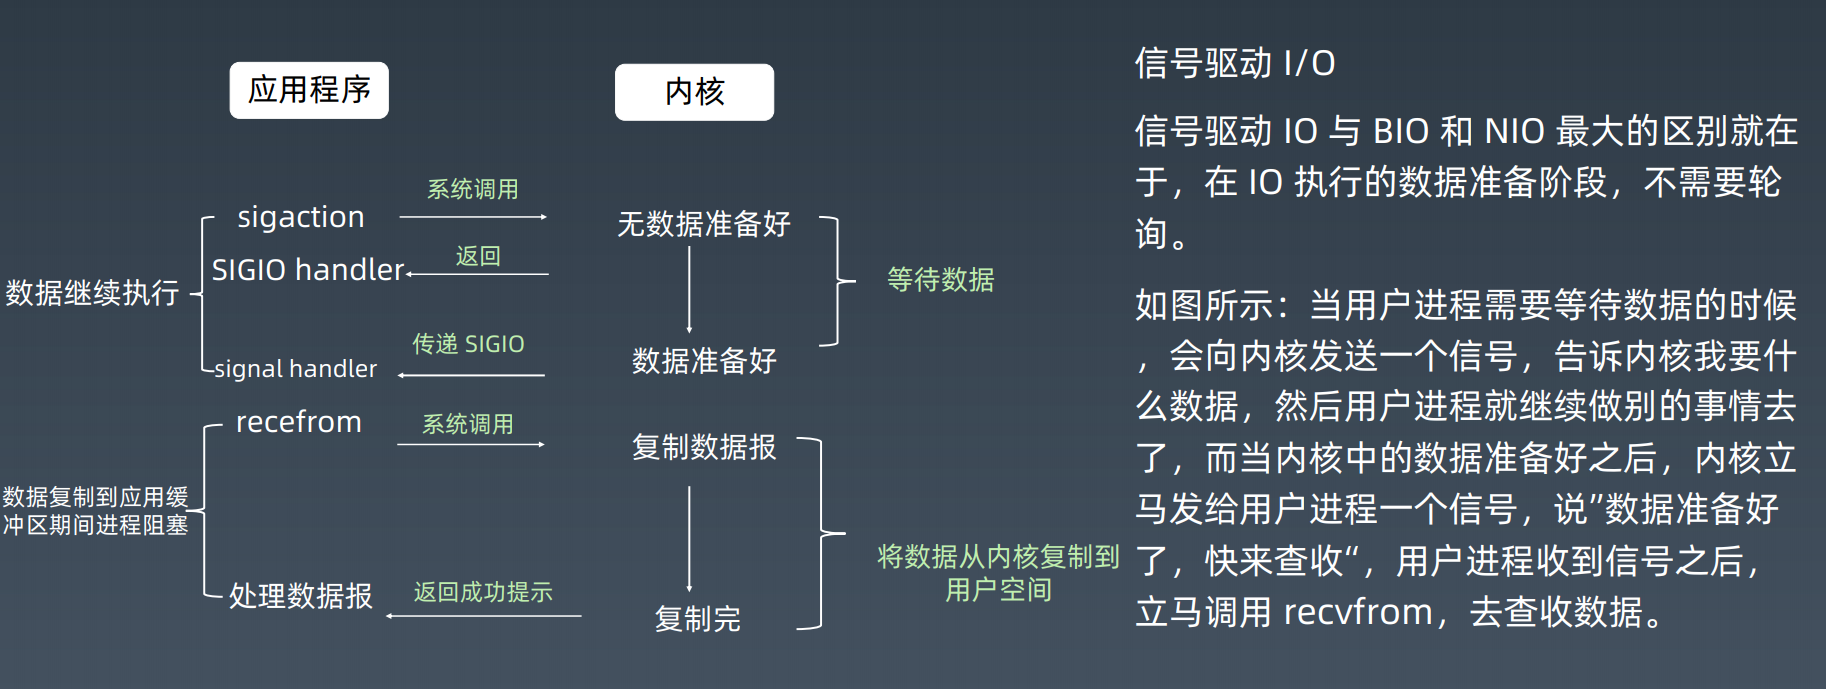 应用程序
内核
系统调用
sigaction
无数据准备好
返回
SIGIO handler
等待数据
数据继续执行
传递 SIGIO
数据准备好
signal handler
recefrom
系统调用
复制数据报
数据复制到应用缓
冲区期间进程阻塞
将数据从内核复制到
用户空间
处理数据报
返回成功提示
复制完
信号驱动 I/O
信号驱动 IO 与 BIO 和 NIO 最大的区别就在
于，在 IO 执行的数据准备阶段，不需要轮
询。
如图所示：当用户进程需要等待数据的时候
，会向内核发送一个信号，告诉内核我要什
么数据，然后用户进程就继续做别的事情去
了，而当内核中的数据准备好之后，内核立
马发给用户进程一个信号，说”数据准备好
了，快来查收“，用户进程收到信号之后，
立马调用 recvfrom，去查收数据。